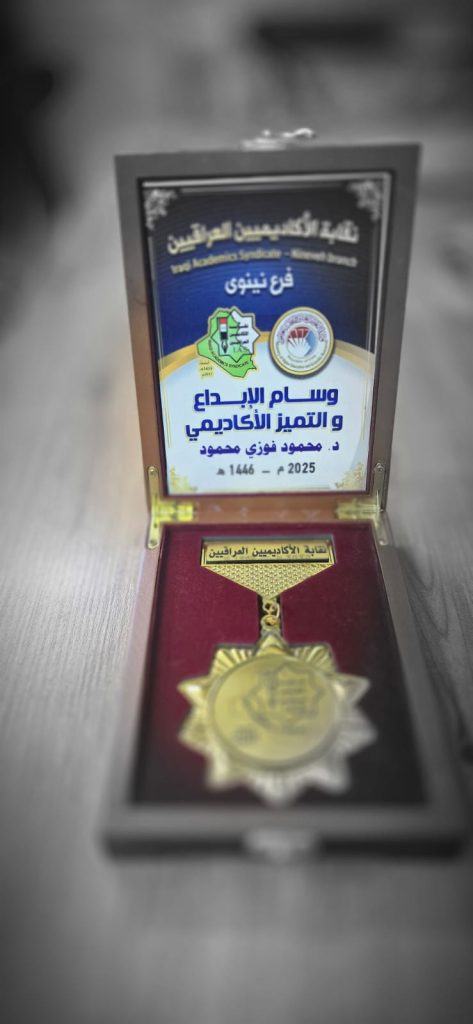 نقابة الأكاديميين العراقيين
Iraqi Academics Syndicate - Nineveh Branch
فرع نينوى
وسام الإبداع
و التميز الأكاديمي
د. محمود فوزي محمود
2025 م - 1446 هـ
نقابة الأكاديميين العراقيين